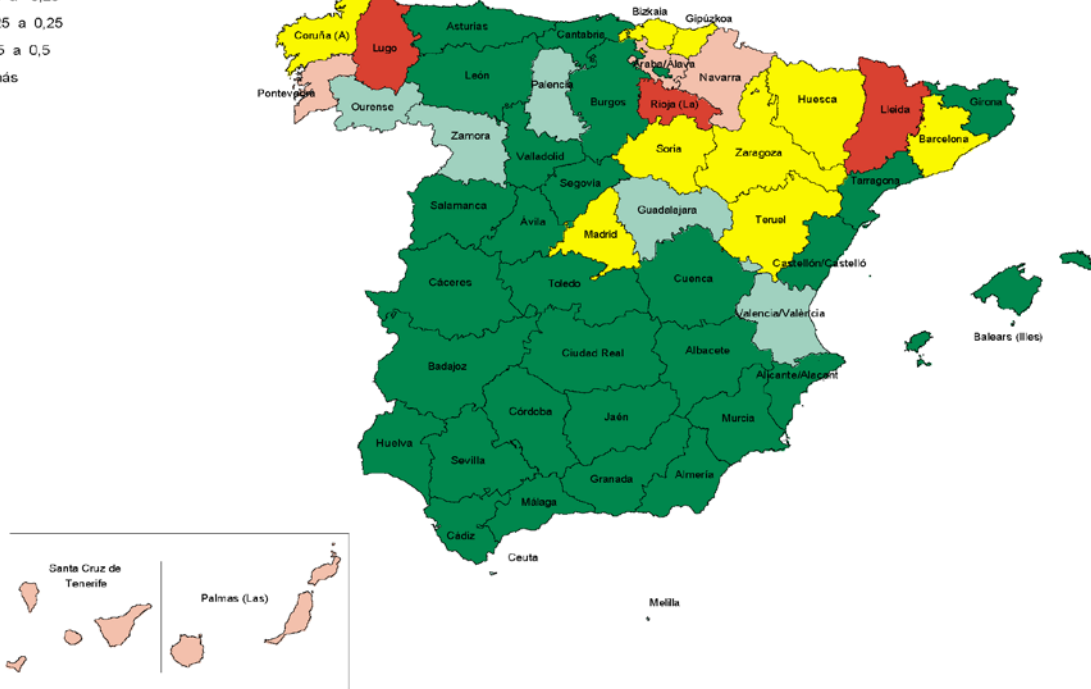 a 0,25
5 a 0,5
Bizkaia
Gipúzkoa
Asturias
Cantabria
Coruña (A)
Lugo
Araba/Álava
León
Palencia
Navarra
Pontevedra
Ourense
Burgos
Rioja (La)
Huesca
Lleida
Girona
Zamora
Barcelona
Valladolid
Soria
Zaragoza
Segovia
Tarragona
Salamanca
Ávila
Guadalajara
Teruel
Madrid
Castellón/Castelló
Cáceres
Toledo
Cuenca
Valencia/València
Balears (Illes)
Ciudad Real
Albacete
Badajoz
Alicante/Alacant
Córdoba
Jaén
Murcia
Huelva
Sevilla
Granada
Almería
Málaga
Cádiz
Ceuta
Santa Cruz de
Tenerife
Palmas (Las)
Melilla